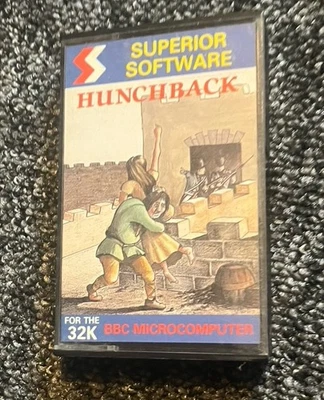 SUPERIOR
SOFTWARE
HUNCHBACK
FOR THE
32K
BBC MICROCOMPUTER